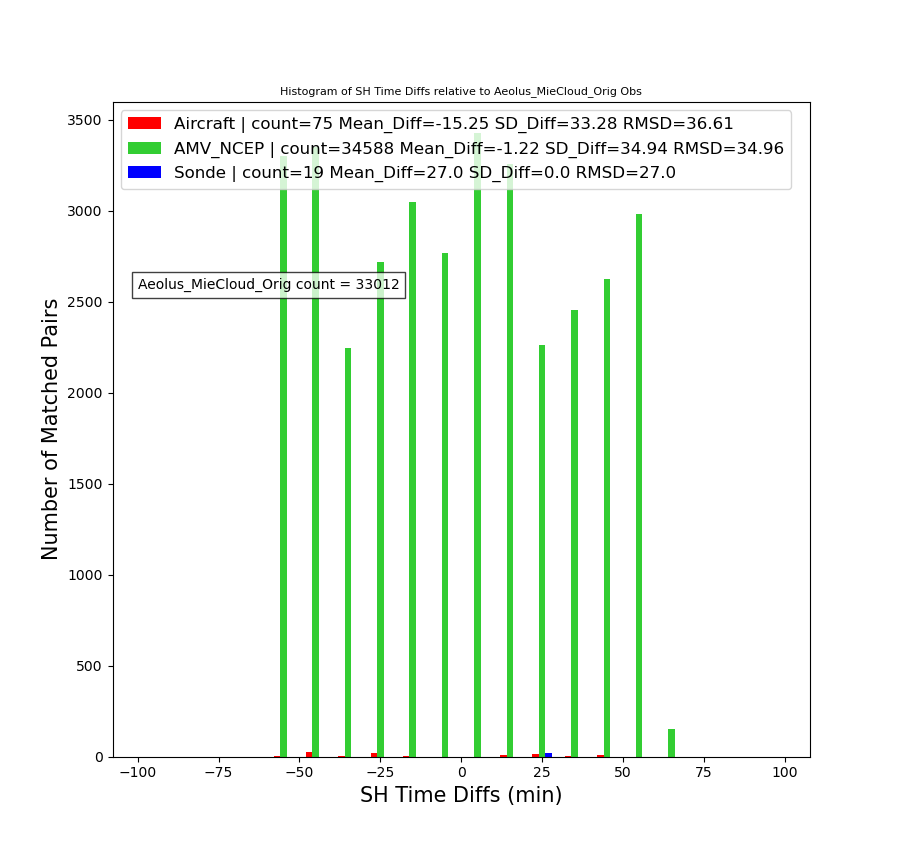 Histogram of SH Time Diffs relative to Aeolus_MieCloud_Orig Obs
Aircraft | count=75 Mean_Diff=-15.25 SD_Diff=33.28 RMSD=36.61
AMV_NCEP | count=34588 Mean_Diff=-1.22 SD_Diff=34.94 RMSD=34.96
Sonde | count=19 Mean_Diff=27.0 SD_Diff=0.0 RMSD=27.0
Aeolus_MieCloud_Orig count = 33012
Number of Matched Pairs
3500
3000
2500
2000
1500
1000
500
0
−100 −75 −50 −25 0 25 50 75 100
SH Time Diffs (min)